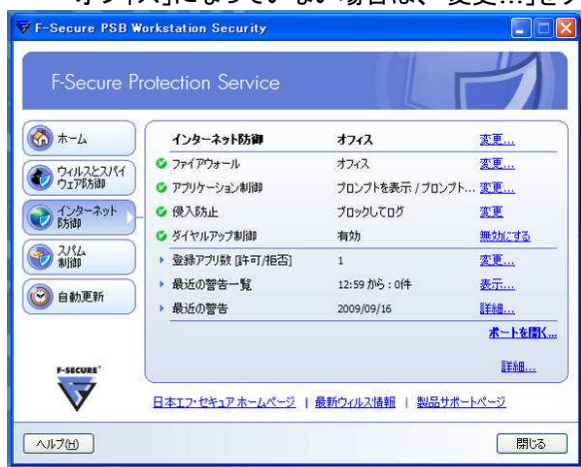 オフィス」になっていない場合は、「変更...」をク
F-Secure PSB Workstation Security
F-Secure Protection Service
ホーム
ウィルスとスパイ
ウェア防御
インターネット
防御
スパム
制御
自動更新
F-SECURE
インターネット防御 オフィス 変更...
ファイアウォール オフィス 変更...
アプリケーション制御 プロンプトを表示 / プロンプト... 変更...
侵入防止 ブロックしてログ 変更
ダイヤルアップ制御 有効 無効にする
登録アプリ数 [許可/拒否] 1 変更...
最近の警告一覧 12:59 から : 0件 表示...
最近の警告 2009/09/16 詳細...
ポートを開く...
詳細...
日本エフ・セキュア ホームページ | 最新ウィルス情報 | 製品サポートページ
ヘルプ(H) 閉じる